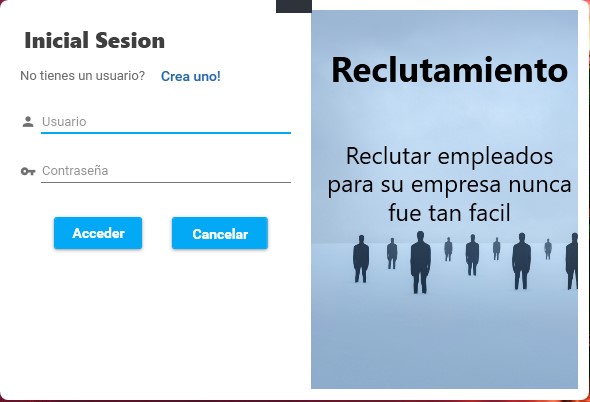 Inicial Sesion
No tienes un usuario? Crea uno!
Usuario
Contraseña
Acceder Cancelar
Reclutamiento
Reclutar empleados
para su empresa nunca
fue tan facil